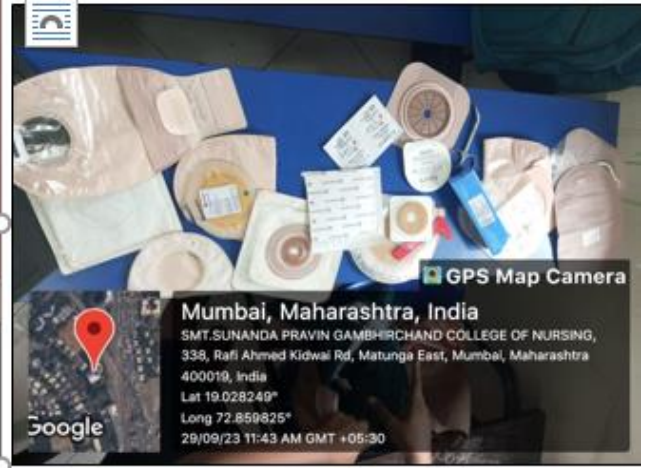 GPS Map Camera
Mumbai, Maharashtra, India
SMT.SUNANDA PRAVIN GAMBHIRCHAND COLLEGE OF NURSING,
338, Rafi Ahmed Kidwai Rd, Matunga East, Mumbai, Maharashtra
400019, India
Lat 19.028249°
Long 72.859825°
29/09/23 11:43 AM GMT +05:30
Google